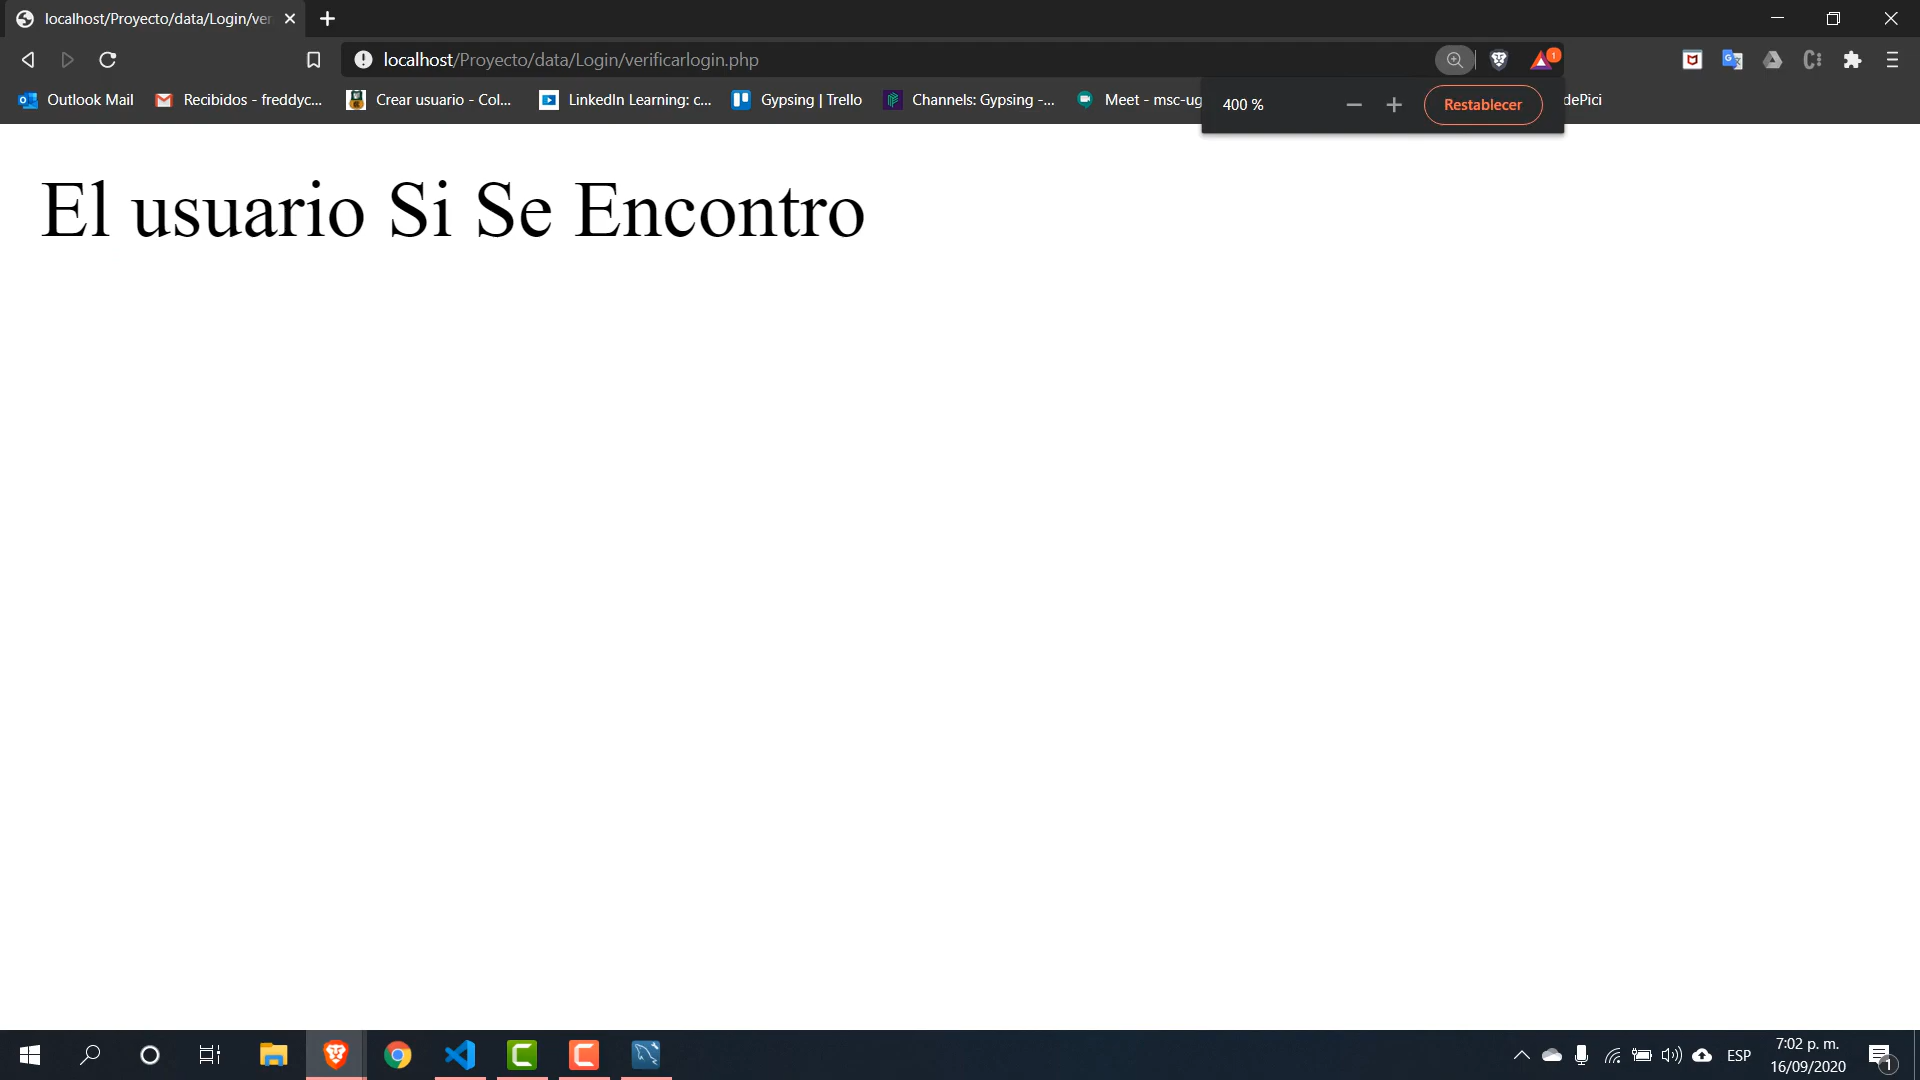 localhost/Proyecto/data/Login/ver
localhost/Proyecto/data/Login/verificarlogin.php
1
Outlook Mail
Recibidos - freddyc...
Crear usuario - Col...
LinkedIn Learning: c...
Gypsing | Trello
Channels: Gypsing -...
Meet - msc-ug
400 %
Restablecer
dePici
El usuario Si Se Encontro
ESP
7:02 p. m.
16/09/2020
1